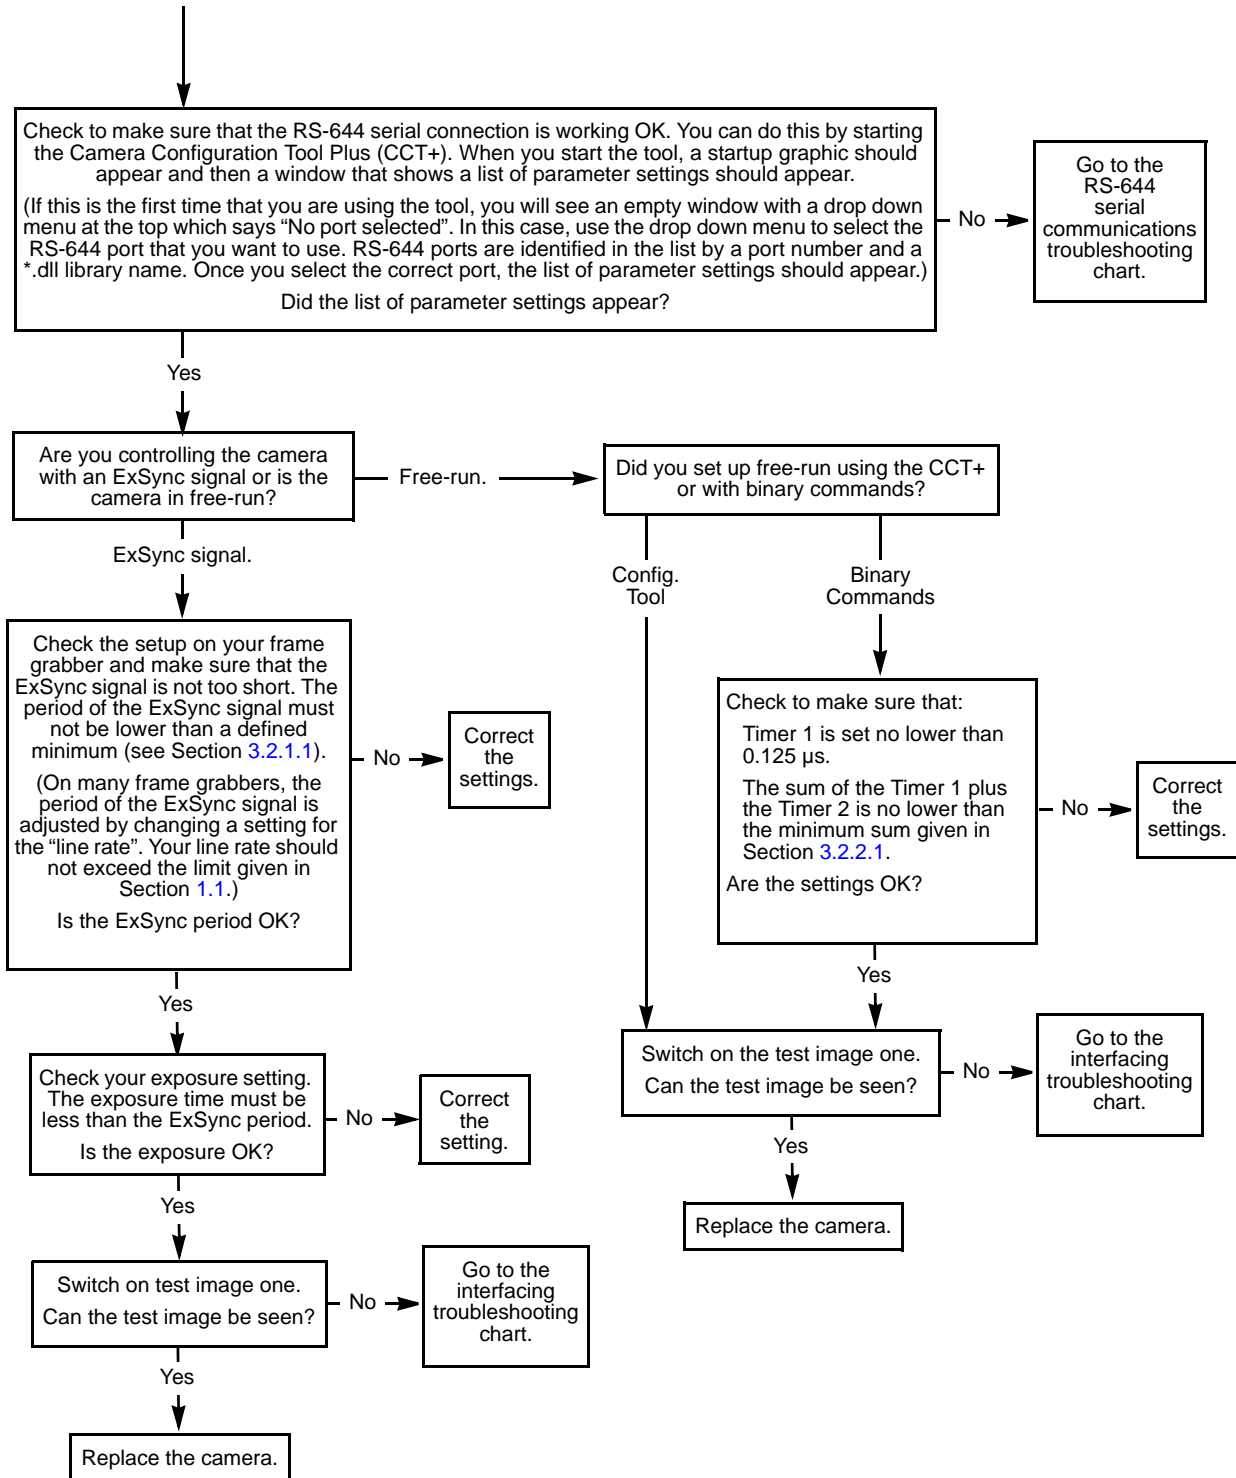 Check to make sure that the RS-644 serial connection is working OK. You can do this by starting
the Camera Configuration Tool Plus (CCT+). When you start the tool, a startup graphic should
appear and then a window that shows a list of parameter settings should appear.
(If this is the first time that you are using the tool, you will see an empty window with a drop down
menu at the top which says “No port selected”. In this case, use the drop down menu to select the
RS-644 port that you want to use. RS-644 ports are identified in the list by a port number and a
*.dll library name. Once you select the correct port, the list of parameter settings should appear.)
Did the list of parameter settings appear?
No
Go to the
RS-644
serial
communications
troubleshooting
chart.
Yes
Are you controlling the camera
with an ExSync signal or is the
camera in free-run?
Free-run.
Did you set up free-run using the CCT+
or with binary commands?
ExSync signal.
Config.
Tool
Binary
Commands
Check the setup on your frame
grabber and make sure that the
ExSync signal is not too short. The
period of the ExSync signal must
not be lower than a defined
minimum (see Section 3.2.1.1).
(On many frame grabbers, the
period of the ExSync signal is
adjusted by changing a setting for
the “line rate”. Your line rate should
not exceed the limit given in
Section 1.1.)
Is the ExSync period OK?
No
Correct
the
settings.
Check to make sure that:
Timer 1 is set no lower than
0.125 µs.
The sum of the Timer 1 plus
the Timer 2 is no lower than
the minimum sum given in
Section 3.2.2.1.
Are the settings OK?
No
Correct
the
settings.
Yes
Yes
Check your exposure setting.
The exposure time must be
less than the ExSync period.
Is the exposure OK?
No
Correct
the
setting.
Switch on the test image one.
Can the test image be seen?
No
Go to the
interfacing
troubleshooting
chart.
Yes
Yes
Replace the camera.
Switch on test image one.
Can the test image be seen?
No
Go to the
interfacing
troubleshooting
chart.
Yes
Replace the camera.